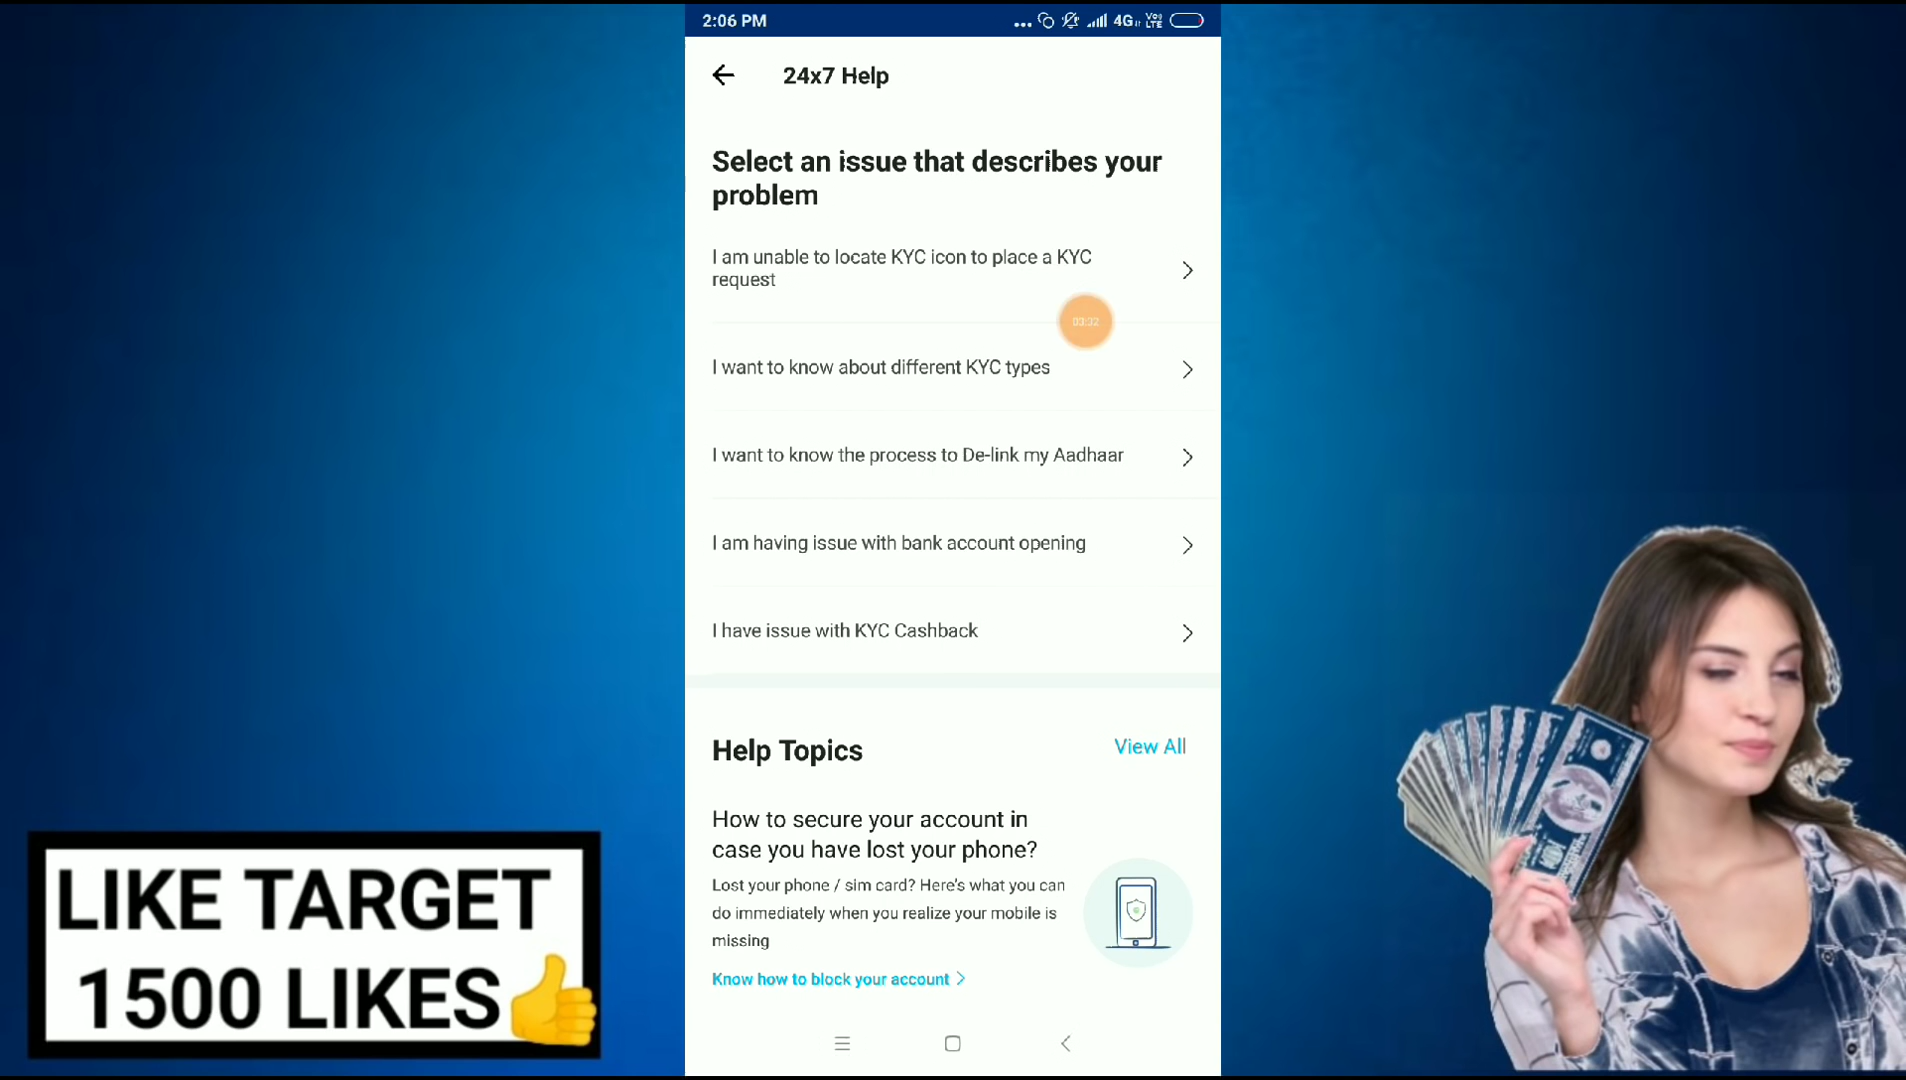 2:06 PM
4G
Vo
LTE
24x7 Help
Select an issue that describes your
problem
I am unable to locate KYC icon to place a KYC
request
00:02
I want to know about different KYC types
I want to know the process to De-link my Aadhaar
I am having issue with bank account opening
I have issue with KYC Cashback
Help Topics
View All
How to secure your account in
case you have lost your phone?
Lost your phone / sim card? Here's what you can
do immediately when you realize your mobile is
missing
Know how to block your account
LIKE TARGET
1500 LIKES